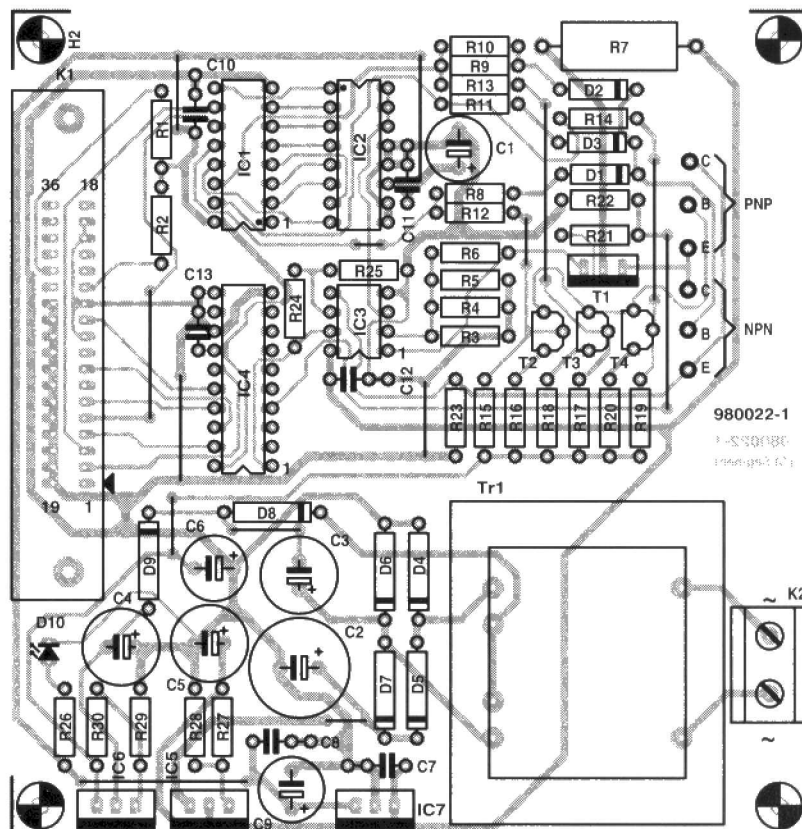 H2
K1
C10
R10
R9
R13
R11
R7
D2
R14
D3
D1
R22
R21
T1
R1
R2
IC1
IC2
1
C1
C11
R8
R12
C
B
E
PNP
36
18
C
B
E
NPN
C13
R24
R25
IC3
1
R6
R5
R4
R3
T2
T3
T4
IC4
1
C12
R23
R15
R16
R18
R17
R20
R19
980022-1
19
1
Tr1
D8
C6
C3
D9
D6
D4
C4
C2
D10
C5
D7
D5
~
K2
~
R26
R30
R29
R28
R27
C8
C7
IC6
IC5
C9
IC7
+
+
+
+
+
+
+